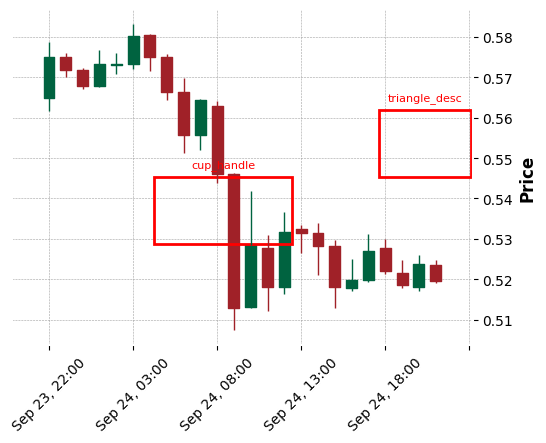 0.58
0.57
triangle_desc
0.56
0.55
Price
cup_handle
0.54
0.53
0.52
0.51
Sep 23, 22:00
Sep 24, 03:00
Sep 24, 08:00
Sep 24, 13:00
Sep 24, 18:00